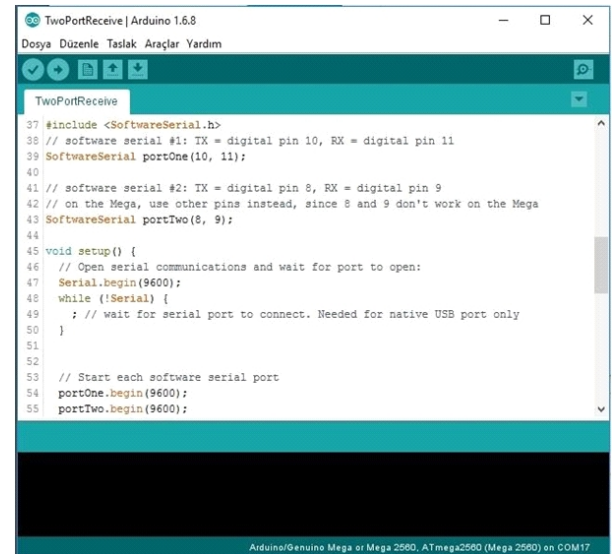 TwoPortReceive | Arduino 1.6.8
Dosya Düzenle Taslak Araçlar Yardım
TwoPortReceive
37 #include <SoftwareSerial.h>
38 // software serial #1: TX = digital pin 10, RX = digital pin 11
39 SoftwareSerial portOne(10, 11);
40
41 // software serial #2: TX = digital pin 8, RX = digital pin 9
42 // on the Mega, use other pins instead, since 8 and 9 don't work on the Mega
43 SoftwareSerial portTwo(8, 9);
44
45 void setup() {
46   // Open serial communications and wait for port to open:
47   Serial.begin(9600);
48   while (!Serial) {
49     ; // wait for serial port to connect. Needed for native USB port only
50   }
51
52
53   // Start each software serial port
54   portOne.begin(9600);
55   portTwo.begin(9600);
Arduino/Genuino Mega or Mega 2560, ATmega2560 (Mega 2560) on COM17